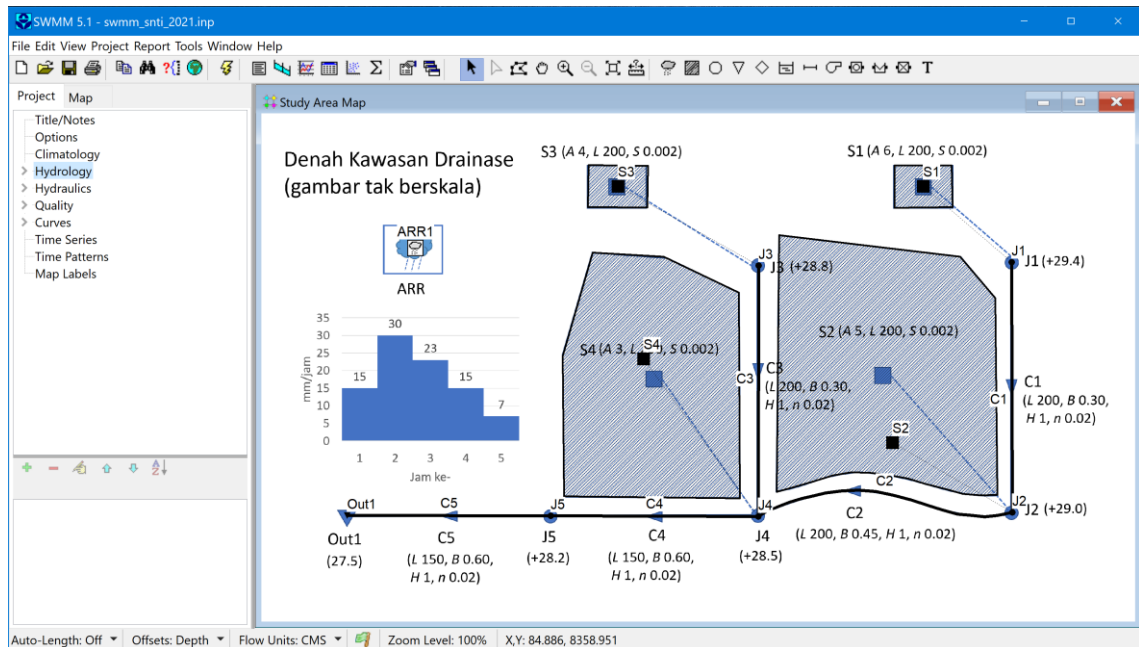 SWMM 5.1 - swmm_snti_2021.inp
File Edit View Project Report Tools Window Help
Project Map
Title/Notes
Options
Climatology
Hydrology
Hydraulics
Quality
Curves
Time Series
Time Patterns
Map Labels
Study Area Map
Denah Kawasan Drainase
(gambar tak berskala)
S3 (A 4, L 200, S 0.002)
S3
S1 (A 6, L 200, S 0.002)
S1
ARR1
ARR
J3
J3 (+28.8)
J1
J1 (+29.4)
35
30
25
20
15
10
5
0
mm/jam
15
30
23
15
7
1 2 3 4 5
Jam ke-
S4 (A 3, L 0, S 0.002)
S4
S2 (A 5, L 200, S 0.002)
S2
C3
C3
(L 200, B 0.30,
H 1, n 0.02)
C1
C1
(L 200, B 0.30,
H 1, n 0.02)
Out1
C5
J5
C4
J4
C2
J2
J2 (+29.0)
Out1
(27.5)
C5
(L 150, B 0.60,
H 1, n 0.02)
J5
(+28.2)
C4
(L 150, B 0.60,
H 1, n 0.02)
J4
(+28.5)
C2
(L 200, B 0.45, H 1, n 0.02)
Auto-Length: Off Offsets: Depth Flow Units: CMS Zoom Level: 100% X,Y: 84.886, 8358.951